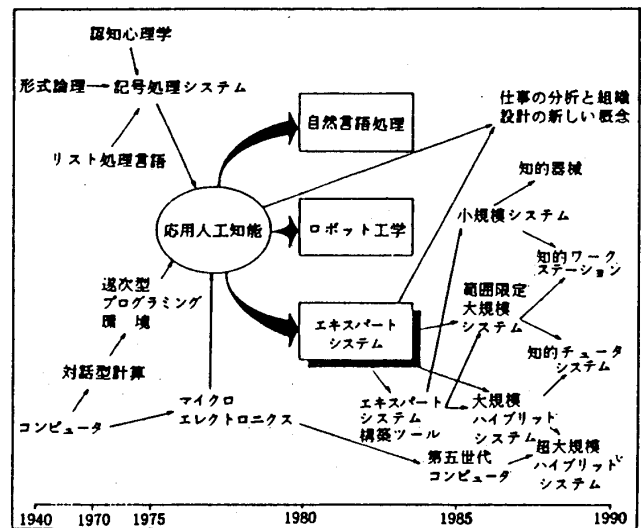 認知心理学
形式論理
記号処理システム
リスト処理言語
自然言語処理
仕事の分析と組織
設計の新しい概念
知的器械
応用人工知能
ロボット工学
小規模システム
知的ワーク
ステーション
逐次型
プログラミング
環境
範囲限定
大規模
システム
エキスパート
システム
知的チュータ
システム
対話型計算
コンピュータ
マイクロ
エレクトロニクス
エキスパート
システム
構築ツール
大規模
ハイブリッド
システム
第五世代
コンピュータ
超大規模
ハイブリッド
システム
1940 1970 1975 1980 1985 1990